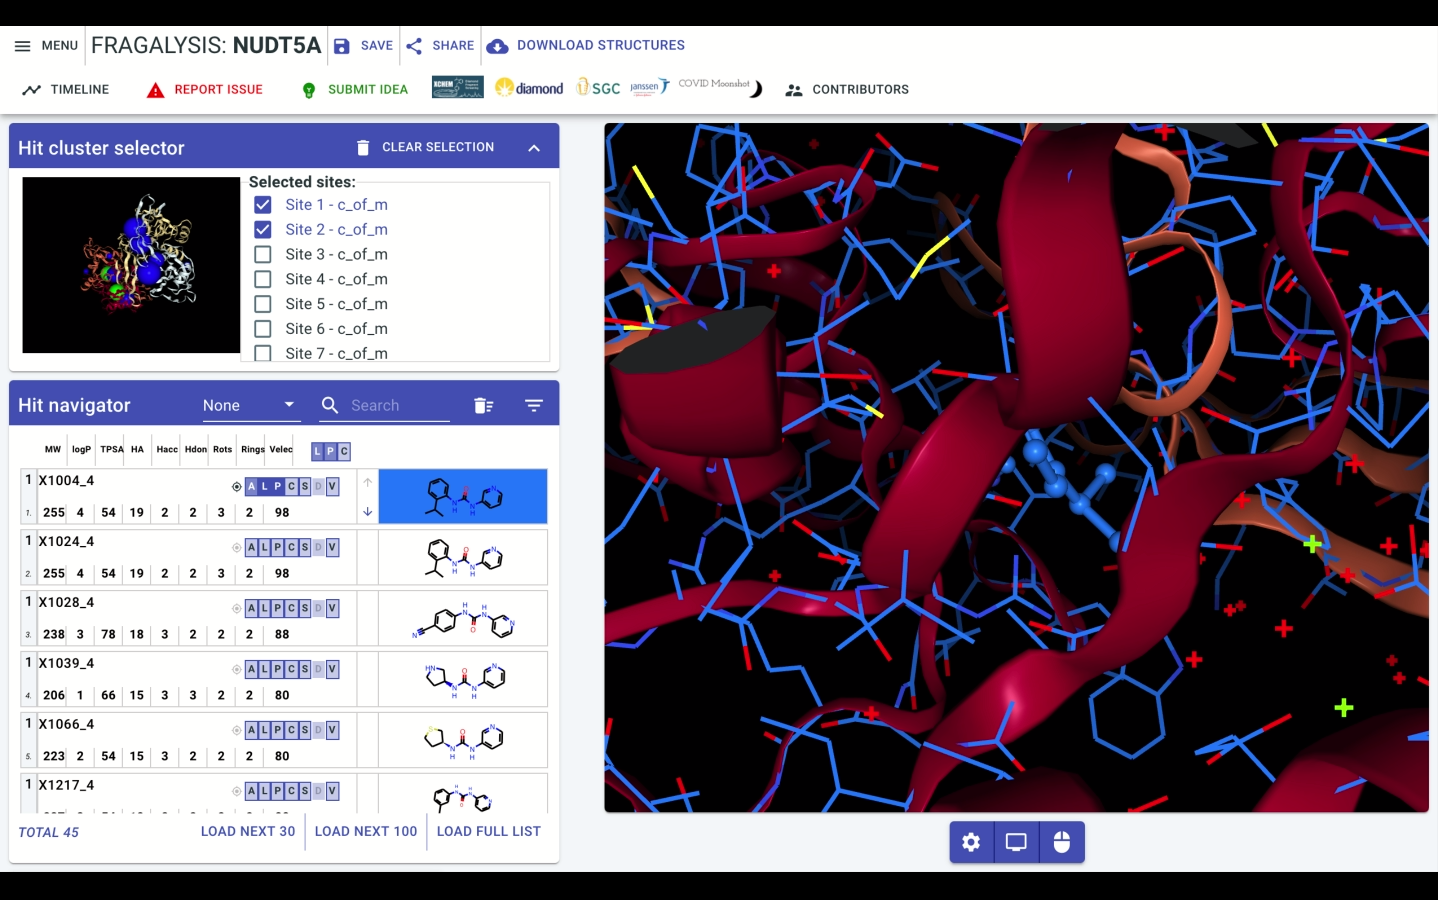 MENU FRAGALYSIS: NUDT5A SAVE SHARE DOWNLOAD STRUCTURES
TIMELINE REPORT ISSUE SUBMIT IDEA XCHEM diamond SGC janssen COVID Moonshot CONTRIBUTORS
Hit cluster selector CLEAR SELECTION
Selected sites:
Site 1 - c_of_m
Site 2 - c_of_m
Site 3 - c_of_m
Site 4 - c_of_m
Site 5 - c_of_m
Site 6 - c_of_m
Site 7 - c_of_m
Hit navigator None Search
MW logP TPSA HA Hacc Hdon Rots Rings Velec L P C
1 X1004_4 A L P C S D V
1. 255 4 54 19 2 2 3 2 98
1 X1024_4 A L P C S D V
2. 255 4 54 19 2 2 3 2 98
1 X1028_4 A L P C S D V
3. 238 3 78 18 3 2 2 2 88
1 X1039_4 A L P C S D V
4. 206 1 66 15 3 3 2 2 80
1 X1066_4 A L P C S D V
5. 223 2 54 15 3 2 2 2 80
1 X1217_4 A L P C S D V
TOTAL 45 LOAD NEXT 30 LOAD NEXT 100 LOAD FULL LIST